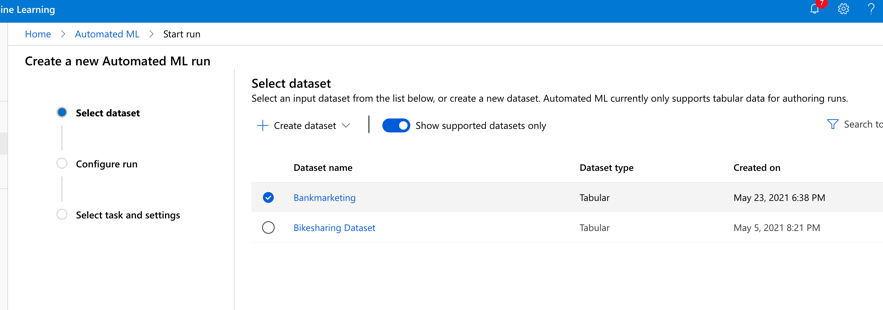 ine Learning
7
?
Home > Automated ML > Start run
Create a new Automated ML run
Select dataset
Configure run
Select task and settings
Select dataset
Select an input dataset from the list below, or create a new dataset. Automated ML currently only supports tabular data for authoring runs.
+ Create dataset
Show supported datasets only
Search to
Dataset name Dataset type Created on
Bankmarketing Tabular May 23, 2021 6:38 PM
Bikesharing Dataset Tabular May 5, 2021 8:21 PM